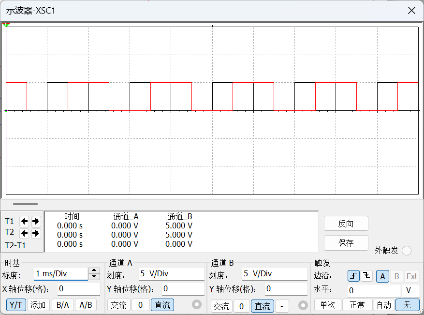 示波器-XSC1
时间 通道_A 通道_B
T1 0.000 s 0.000 V 5.000 V
T2 0.000 s 0.000 V 5.000 V
T2-T1 0.000 s 0.000 V 0.000 V
反向
保存
外触发
时基 通道 A 通道 B 触发
标度: 1 ms/Div 刻度: 5 V/Div 刻度: 5 V/Div 边沿: A B Ext
X 轴位移(格): 0 Y 轴位移(格): 0 Y 轴位移(格): 0 水平: 0 V
Y/T 添加 B/A A/B 交流 0 直流 交流 0 直流 - 单次 正常 自动 无